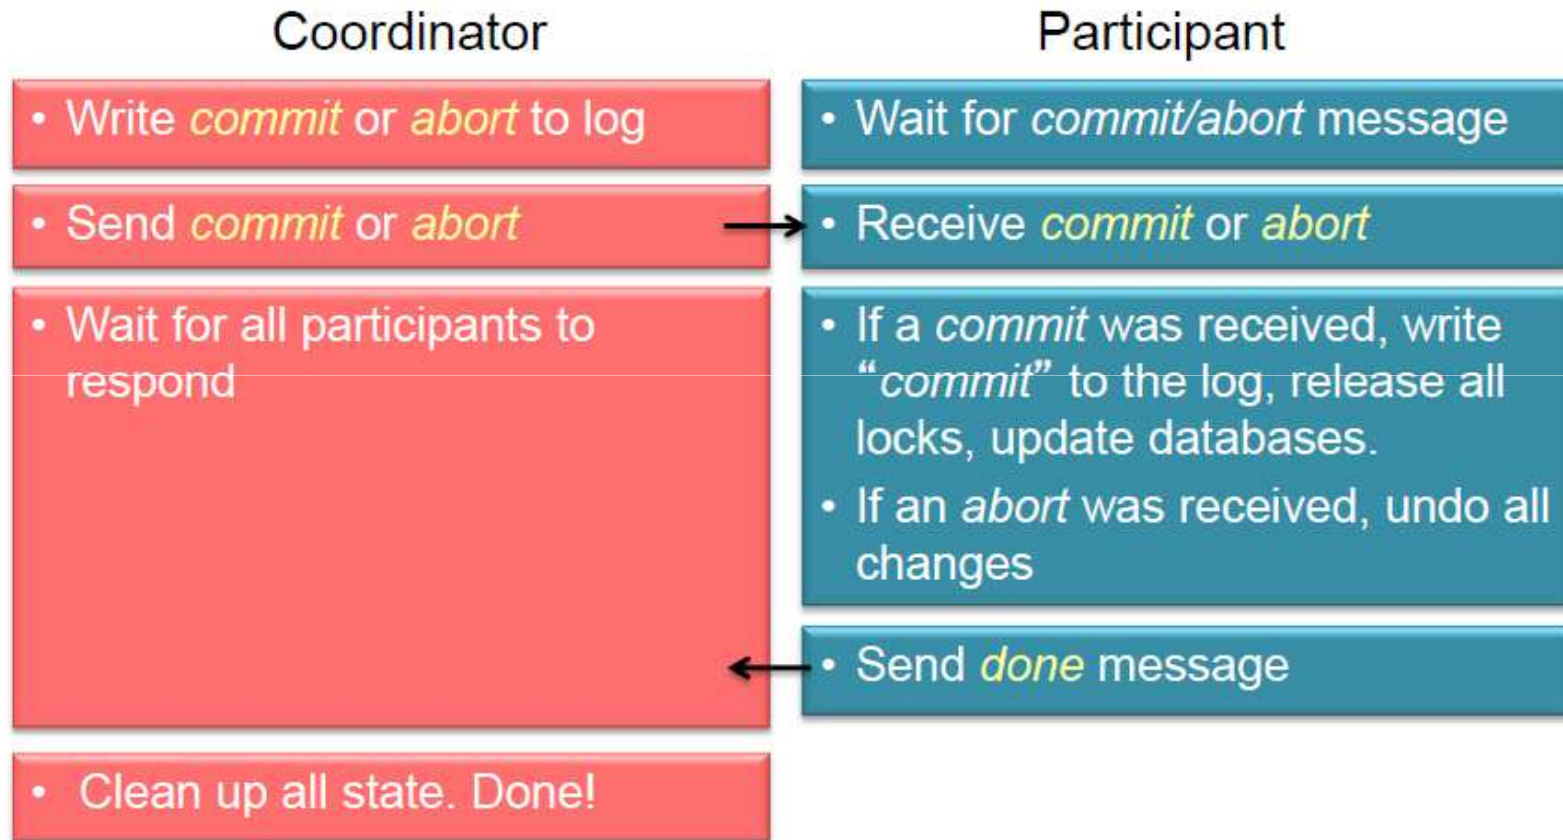 Coordinator
Participant
• Write commit or abort to log
• Wait for commit/abort message
• Send commit or abort
• Receive commit or abort
• Wait for all participants to
respond
• If a commit was received, write
“commit” to the log, release all
locks, update databases.
• If an abort was received, undo all
changes
• Send done message
• Clean up all state. Done!